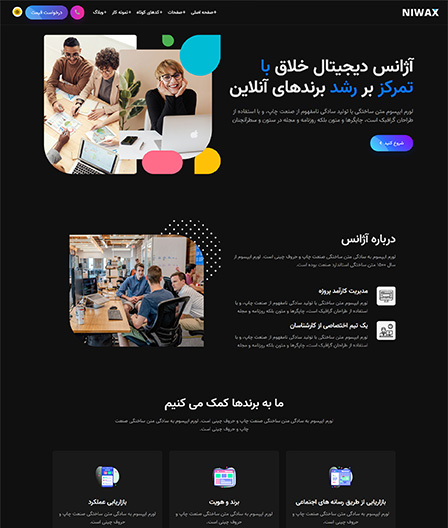 NIWAX
صفحه اصلی
صفحات
کدهای کوتاه
نمونه کار
وبلاگ
درخواست قیمت
آژانس دیجیتال خلاق با
تمرکز بر رشد برندهای آنلاین
لورم ایپسوم متن ساختگی با تولید سادگی نامفهوم از صنعت چاپ، و با استفاده از
طراحان گرافیک است، چاپگرها و متون بلکه روزنامه و مجله در ستون و سطرآنچنان
شروع کنید
درباره آژانس
لورم ایپسوم به سادگی متن ساختگی صنعت چاپ و حروف چینی است. لورم ایپسوم از
سال ۱۵۰۰ متن ساختگی استاندارد صنعت بوده است.
مدیریت کارآمد پروژه
لورم ایپسوم متن ساختگی با تولید سادگی نامفهوم از صنعت چاپ، و با
استفاده از طراحان گرافیک است، چاپگرها و متون بلکه روزنامه و مجله
یک تیم اختصاصی از کارشناسان
لورم ایپسوم متن ساختگی با تولید سادگی نامفهوم از صنعت چاپ، و با
استفاده از طراحان گرافیک است، چاپگرها و متون بلکه روزنامه و مجله
ما به برندها کمک می کنیم
لورم ایپسوم به سادگی متن ساختگی صنعت چاپ و حروف چینی است. لورم ایپسوم به سادگی متن ساختگی صنعت
چاپ و حروف چینی است.
بازاریابی از طریق رسانه های اجتماعی
لورم ایپسوم به سادگی متن ساختگی صنعت چاپ و
حروف چینی است.
برند و هویت
لورم ایپسوم به سادگی متن ساختگی صنعت چاپ و
حروف چینی است.
بازاریابی عملکرد
لورم ایپسوم به سادگی متن ساختگی صنعت چاپ و
حروف چینی است.